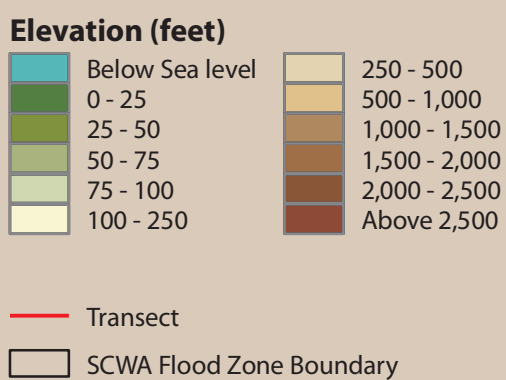 Elevation (feet)
Below Sea level
0 - 25
25 - 50
50 - 75
75 - 100
100 - 250
250 - 500
500 - 1,000
1,000 - 1,500
1,500 - 2,000
2,000 - 2,500
Above 2,500
Transect
SCWA Flood Zone Boundary